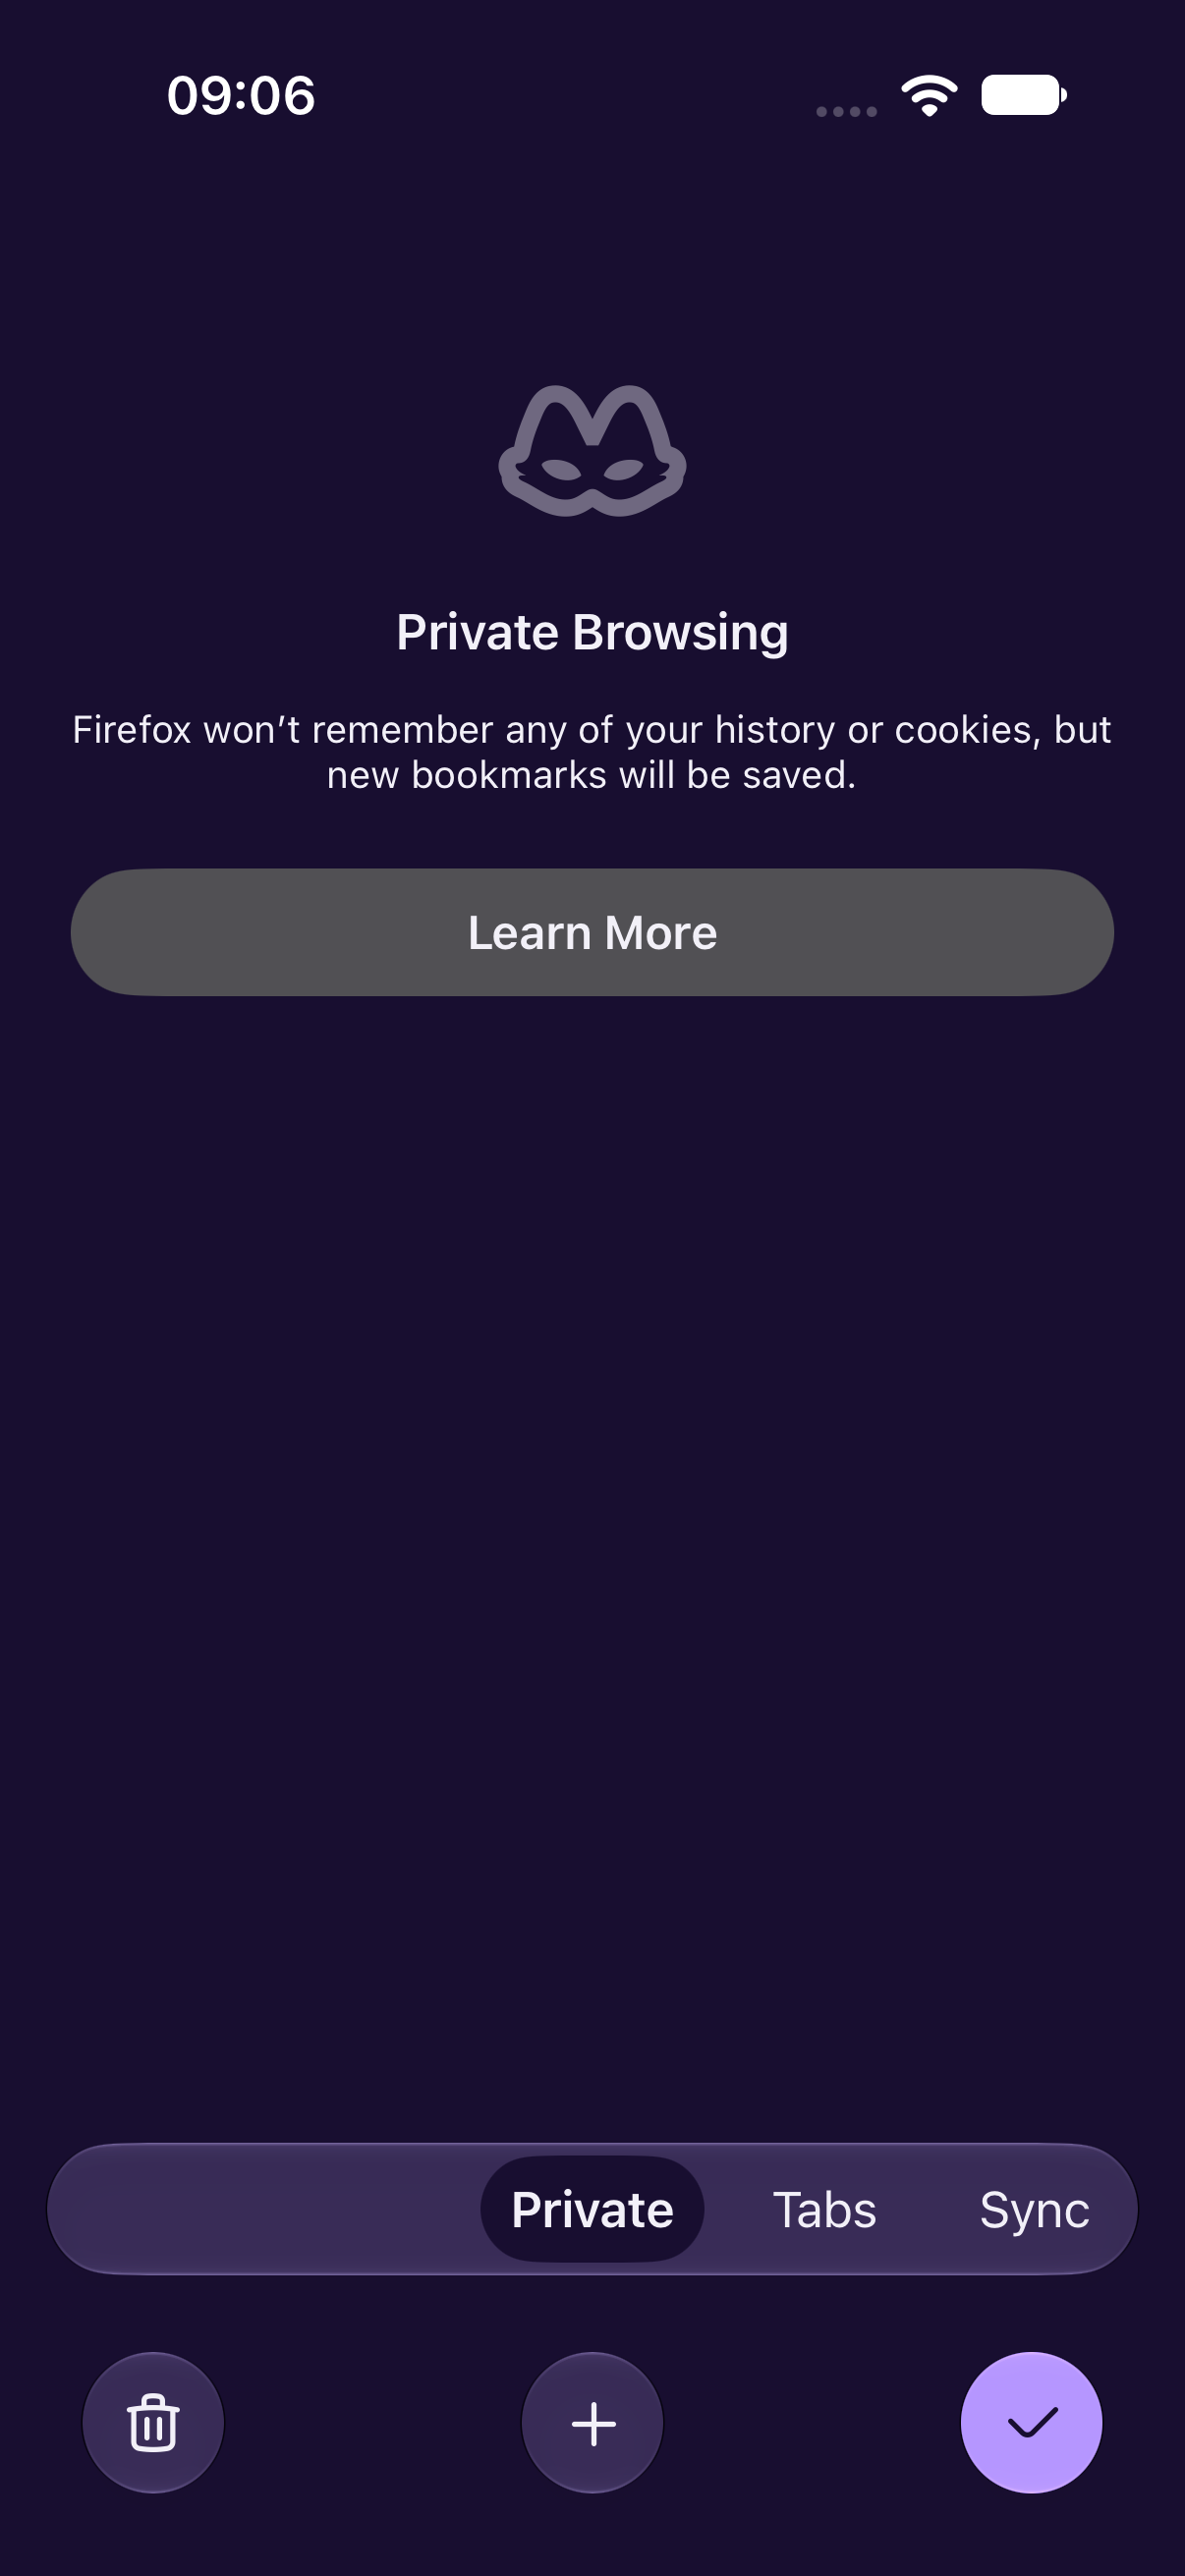 09:06
Private Browsing
Firefox won’t remember any of your history or cookies, but
new bookmarks will be saved.
Learn More
Private Tabs Sync